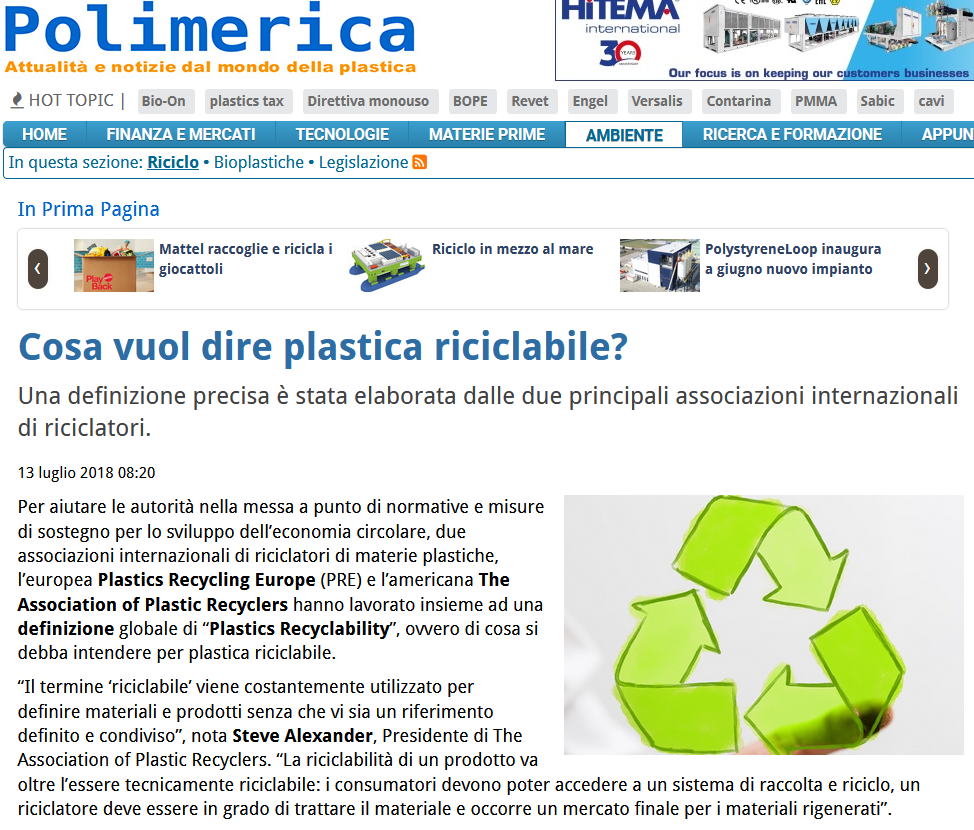 Polimerica
Attualità e notizie dal mondo della plastica
HITEMA
international
30
YEARS
Our focus is on keeping our customers businesses
HOT TOPIC |
Bio-On
plastics tax
Direttiva monouso
BOPE
Revet
Engel
Versalis
Contarina
PMMA
Sabic
cavi
HOME
FINANZA E MERCATI
TECNOLOGIE
MATERIE PRIME
AMBIENTE
RICERCA E FORMAZIONE
APPUN
In questa sezione: Riciclo • Bioplastiche • Legislazione
In Prima Pagina
Play
Back
Mattel raccoglie e ricicla i
giocattoli
Riciclo in mezzo al mare
PolystyreneLoop inaugura
a giugno nuovo impianto
Cosa vuol dire plastica riciclabile?
Una definizione precisa è stata elaborata dalle due principali associazioni internazionali
di riciclatori.
13 luglio 2018 08:20
Per aiutare le autorità nella messa a punto di normative e misure
di sostegno per lo sviluppo dell’economia circolare, due
associazioni internazionali di riciclatori di materie plastiche,
l’europea Plastics Recycling Europe (PRE) e l’americana The
Association of Plastic Recyclers hanno lavorato insieme ad una
definizione globale di “Plastics Recyclability”, ovvero di cosa si
debba intendere per plastica riciclabile.
“Il termine ‘riciclabile’ viene costantemente utilizzato per
definire materiali e prodotti senza che vi sia un riferimento
definito e condiviso”, nota Steve Alexander, Presidente di The
Association of Plastic Recyclers. “La riciclabilità di un prodotto va
oltre l’essere tecnicamente riciclabile: i consumatori devono poter accedere a un sistema di raccolta e riciclo, un
riciclatore deve essere in grado di trattare il materiale e occorre un mercato finale per i materiali rigenerati”.